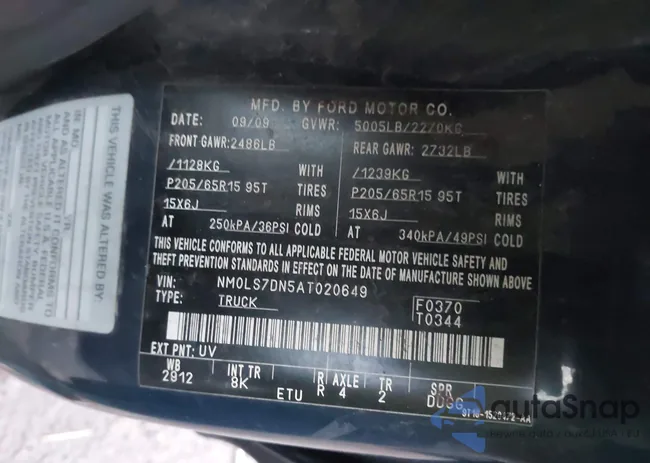 MFD. BY FORD MOTOR CO.
DATE: 09/09 GVWR: 5005LB/2270KG
FRONT GAWR: 2486LB REAR GAWR: 2732LB
/1128KG WITH /1239KG WITH
P205/65R15 95T TIRES P205/65R15 95T TIRES
15X6J RIMS 15X6J RIMS
AT 250kPA/36PSI COLD AT 340kPA/49PSI COLD
THIS VEHICLE CONFORMS TO ALL APPLICABLE FEDERAL MOTOR VEHICLE SAFETY AND
THEFT PREVENTION STANDARDS IN EFFECT ON THE DATE OF MANUFACTURE SHOWN ABOVE.
VIN: NM0LS7DN5AT020649
TYPE: TRUCK
F0370
T0344
EXT PNT: UV
WB INT TR R AXLE TR SPR
2912 8K R 4 2 DUGG
ETU
THIS VEHICLE WAS ALTERED
IN MO. YR.
autoSnap